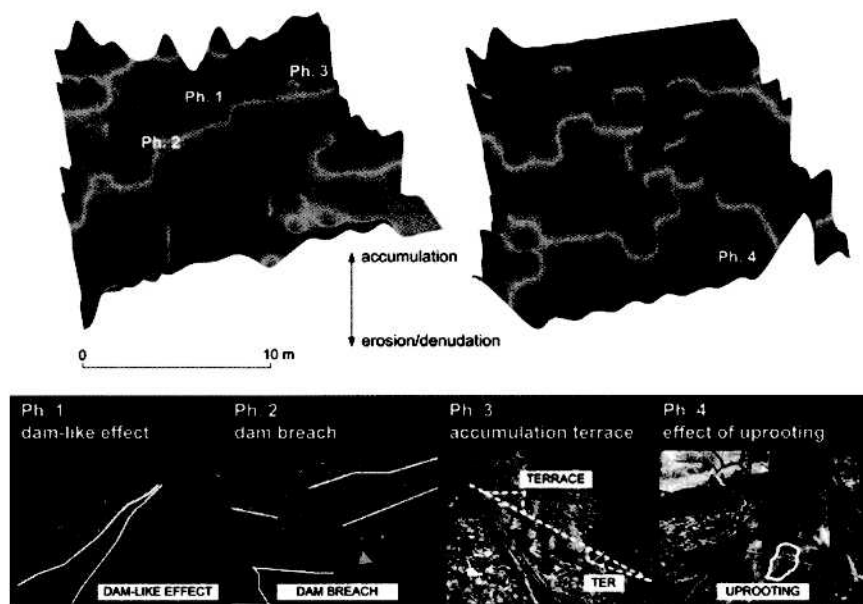 Ph. 3
Ph. 1
Ph. 2
Ph. 4
accumulation
erosion/denudation
0 10 m
Ph. 1
dam-like effect
Ph. 2
dam breach
Ph. 3
accumulation terrace
Ph. 4
effect of uprooting
TERRACE
TER
DAM-LIKE EFFECT
DAM BREACH
UPROOTING